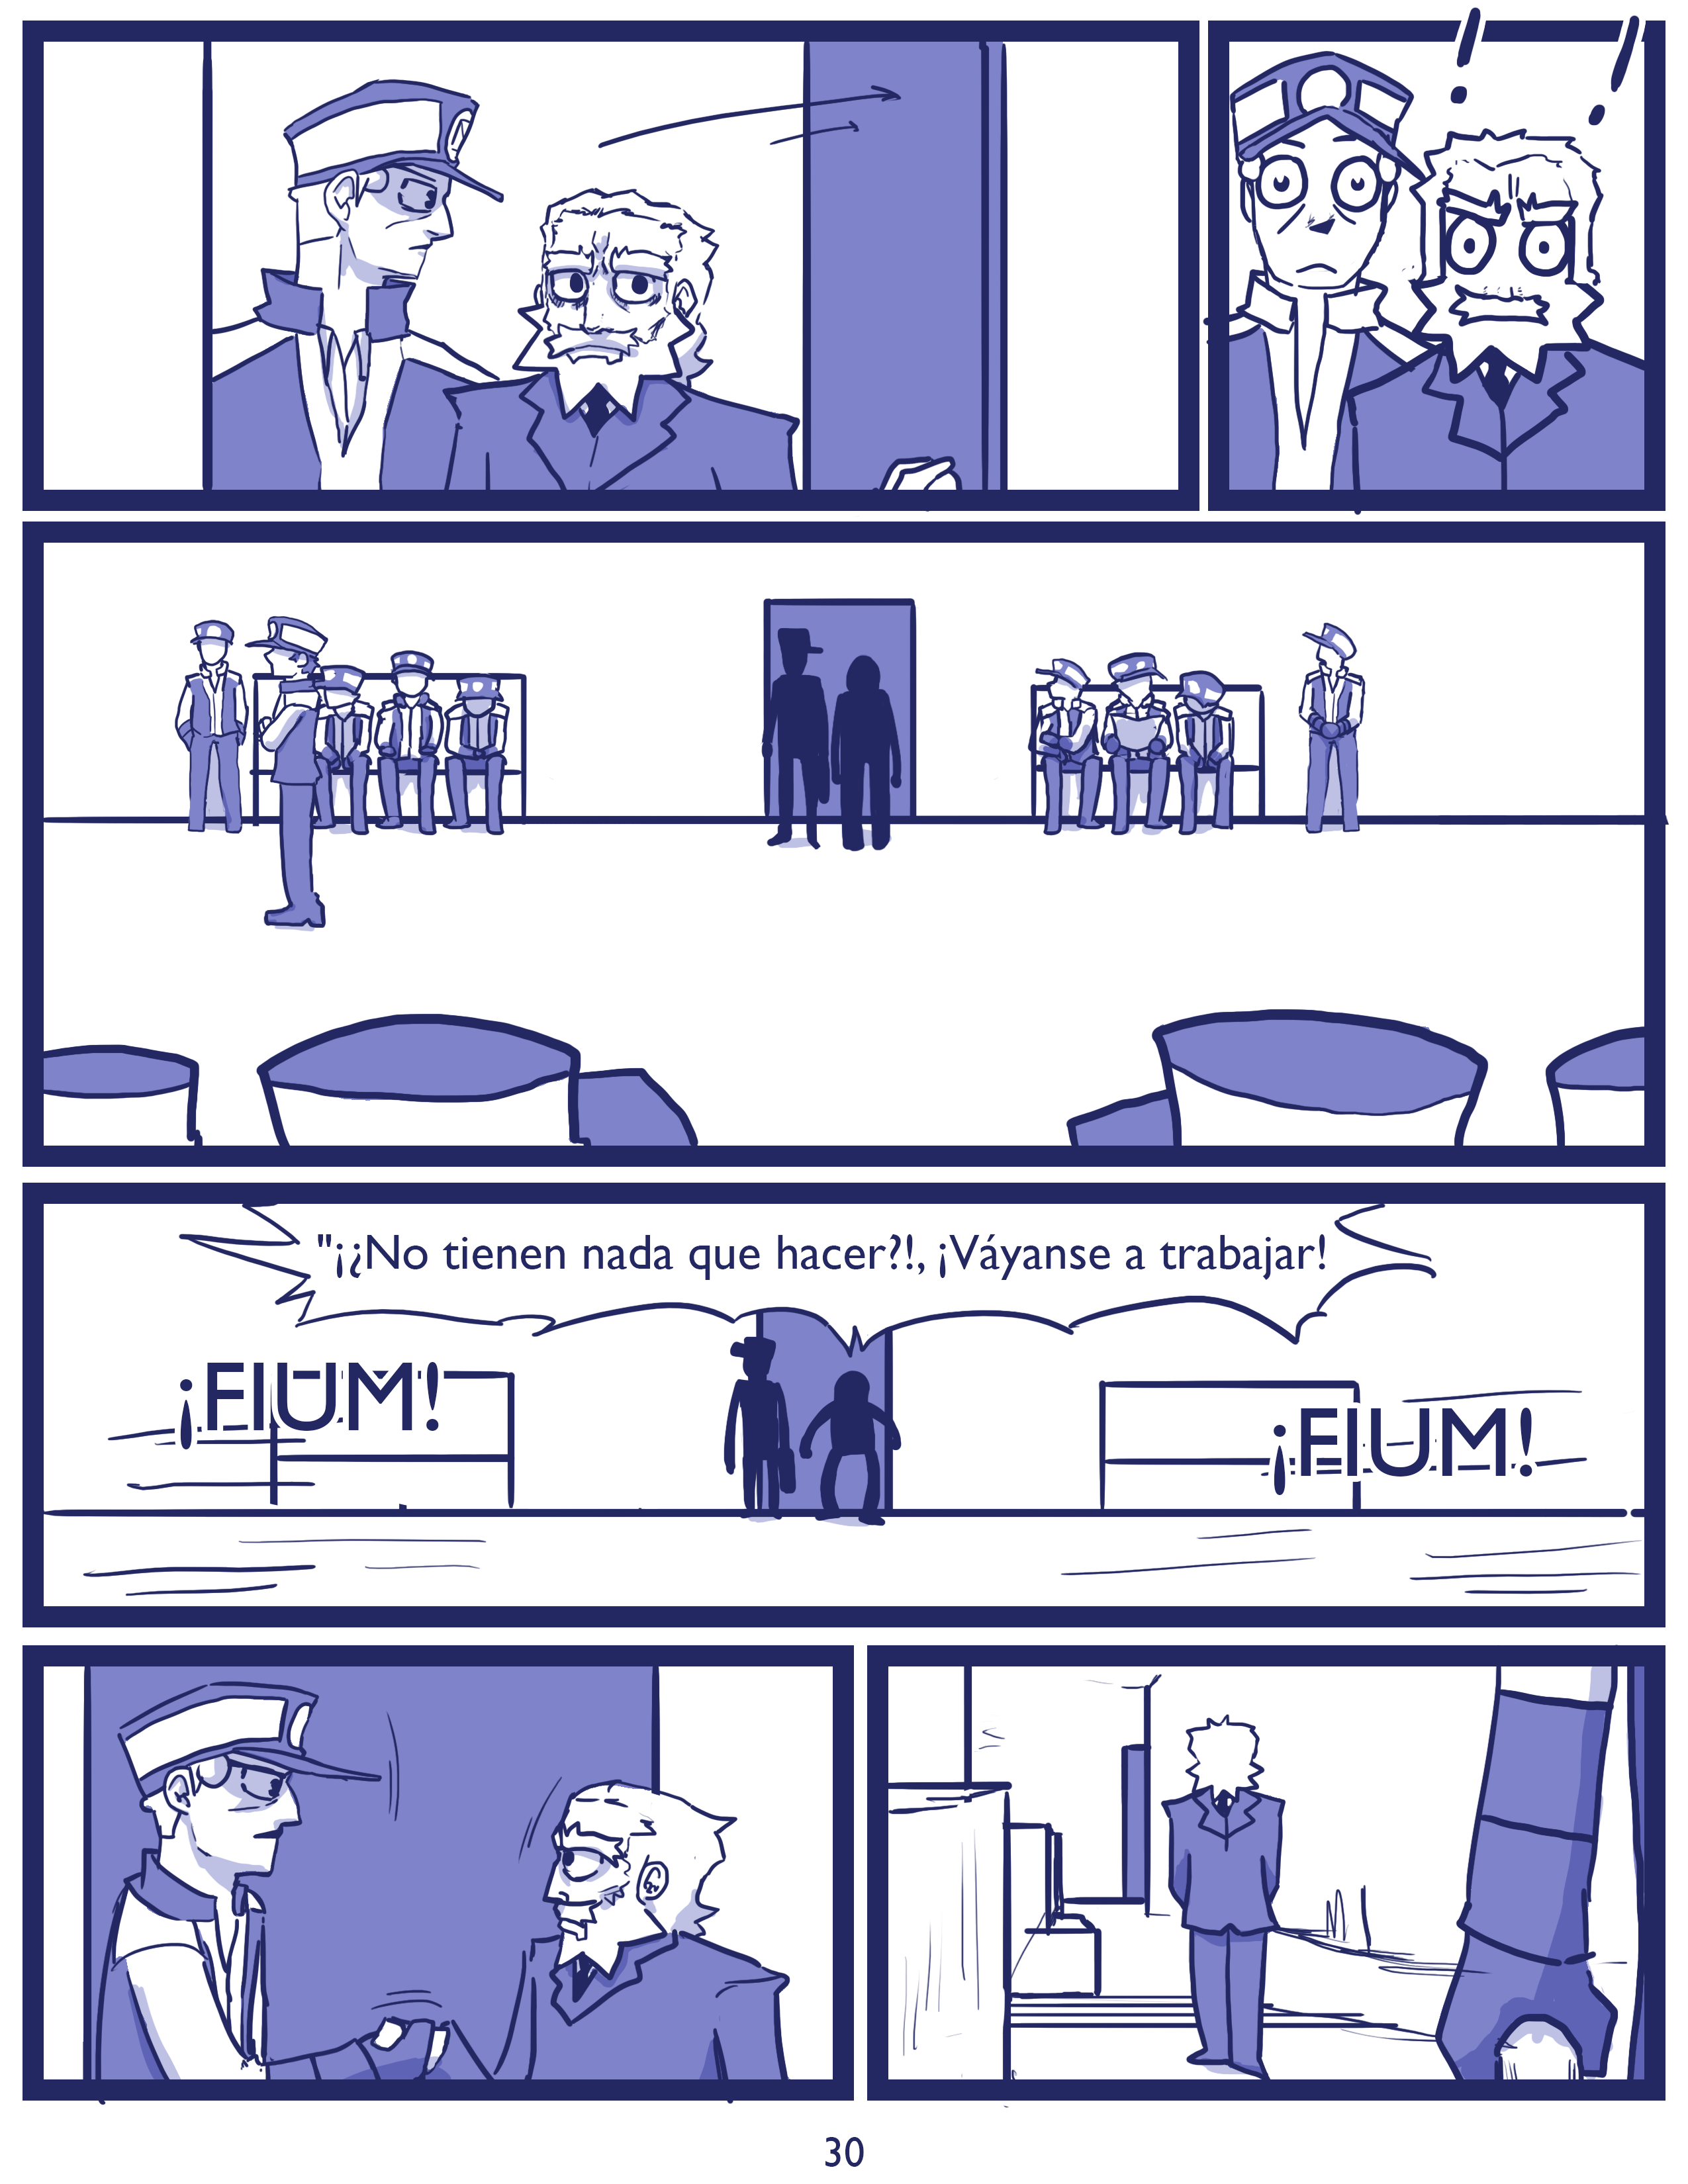 "¡¿No tienen nada que hacer?!, ¡Váyanse a trabajar!
¡FIUM!
¡FIUM!
30